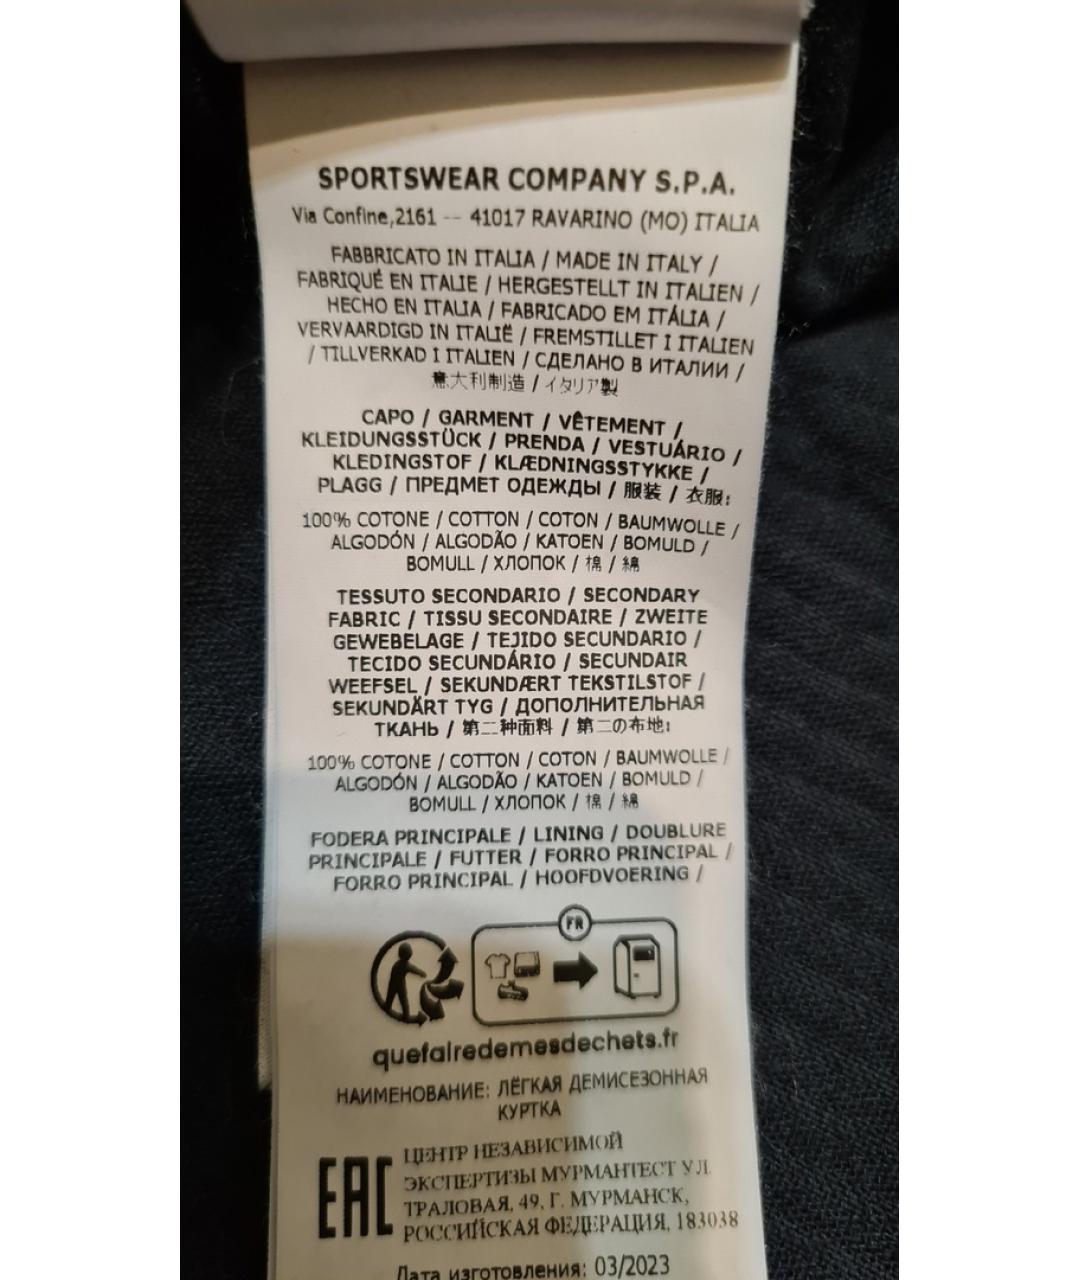 SPORTSWEAR COMPANY S.P.A.
Via Confine,2161 -- 41017 RAVARINO (MO) ITALIA
FABBRICATO IN ITALIA / MADE IN ITALY /
FABRIQUÉ EN ITALIE / HERGESTELLT IN ITALIEN /
HECHO EN ITALIA / FABRICADO EM ITÁLIA /
VERVAARDIGD IN ITALIË / FREMSTILLET I ITALIEN
/ TILLVERKAD I ITALIEN / СДЕЛАНО В ИТАЛИИ /
意大利制造 / イタリア製
CAPO / GARMENT / VÊTEMENT /
KLEIDUNGSSTÜCK / PRENDA / VESTUÁRIO /
KLEDINGSTOF / KLÆDNINGSSTYKKE /
PLAGG / ПРЕДМЕТ ОДЕЖДЫ / 服装 / 衣服:
100% COTONE / COTTON / COTON / BAUMWOLLE /
ALGODÓN / ALGODÃO / KATOEN / BOMULD /
BOMULL / ХЛОПОК / 棉 / 綿
TESSUTO SECONDARIO / SECONDARY
FABRIC / TISSU SECONDAIRE / ZWEITE
GEWEBELAGE / TEJIDO SECUNDARIO /
TECIDO SECUNDÁRIO / SECUNDAIR
WEEFSEL / SEKUNDÆRT TEKSTILSTOF /
SEKUNDÄRT TYG / ДОПОЛНИТЕЛЬНАЯ
ТКАНЬ / 第二种面料 / 第二の布地:
100% COTONE / COTTON / COTON / BAUMWOLLE /
ALGODÓN / ALGODÃO / KATOEN / BOMULD /
BOMULL / ХЛОПОК / 棉 / 綿
FODERA PRINCIPALE / LINING / DOUBLURE
PRINCIPALE / FUTTER / FORRO PRINCIPAL /
FORRO PRINCIPAL / HOOFDVOERING /
FR
quefairedemesdechets.fr
НАИМЕНОВАНИЕ: ЛЁГКАЯ ДЕМИСЕЗОННАЯ
КУРТКА
EAC
ЦЕНТР НЕЗАВИСИМОЙ
ЭКСПЕРТИЗЫ МУРМАНТЕСТ УЛ.
ТРАЛОВАЯ, 49, Г. МУРМАНСК,
РОССИЙСКАЯ ФЕДЕРАЦИЯ, 183038
Дата изготовления: 03/2023